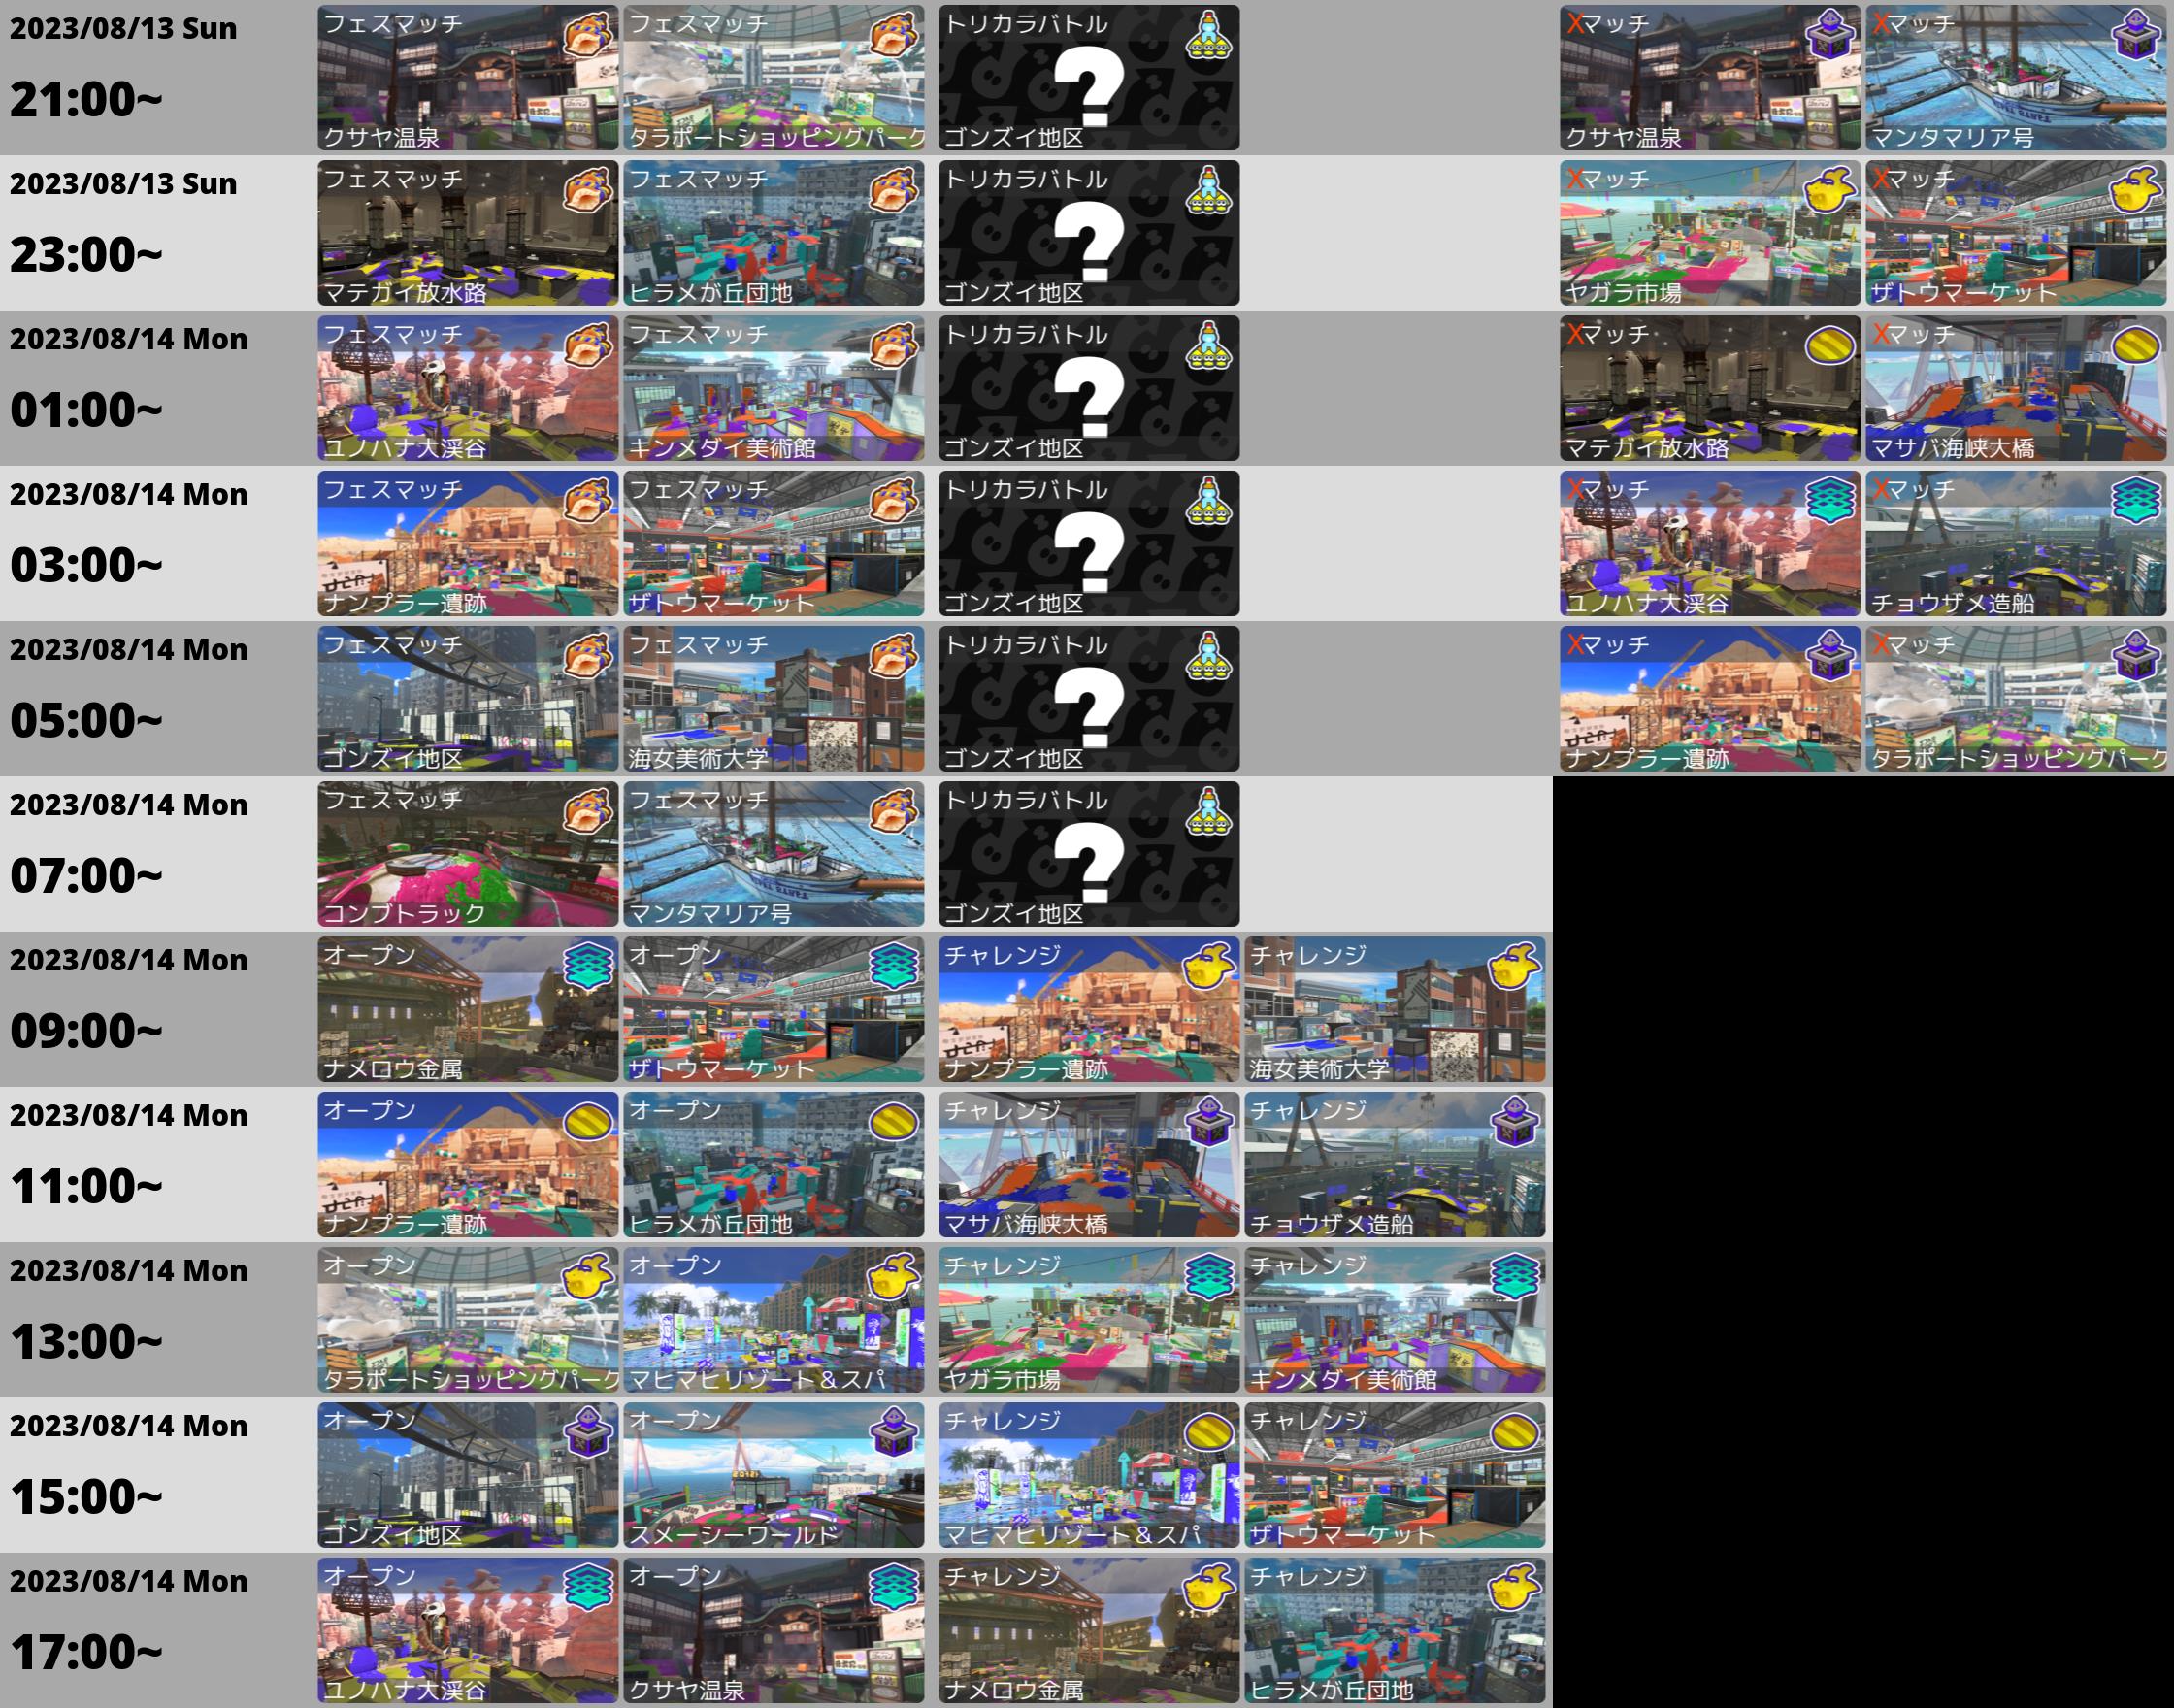 2023/08/13 Sun
21:00~
フェスマッチ
クサヤ温泉
フェスマッチ
タラポートショッピングパーク
トリカラバトル
?
ゴンズイ地区
Xマッチ
クサヤ温泉
Xマッチ
マンタマリア号
2023/08/13 Sun
23:00~
フェスマッチ
マテガイ放水路
フェスマッチ
ヒラメが丘団地
トリカラバトル
?
ゴンズイ地区
Xマッチ
ヤガラ市場
Xマッチ
ザトウマーケット
2023/08/14 Mon
01:00~
フェスマッチ
ユノハナ大渓谷
フェスマッチ
キンメダイ美術館
トリカラバトル
?
ゴンズイ地区
Xマッチ
マテガイ放水路
Xマッチ
マサバ海峡大橋
2023/08/14 Mon
03:00~
フェスマッチ
ナンプラー遺跡
フェスマッチ
ザトウマーケット
トリカラバトル
?
ゴンズイ地区
Xマッチ
ユノハナ大渓谷
Xマッチ
チョウザメ造船
2023/08/14 Mon
05:00~
フェスマッチ
ゴンズイ地区
フェスマッチ
海女美術大学
トリカラバトル
?
ゴンズイ地区
Xマッチ
ナンプラー遺跡
Xマッチ
タラポートショッピングパーク
2023/08/14 Mon
07:00~
フェスマッチ
コンブトラック
フェスマッチ
マンタマリア号
トリカラバトル
?
ゴンズイ地区
2023/08/14 Mon
09:00~
オープン
ナメロウ金属
オープン
ザトウマーケット
チャレンジ
ナンプラー遺跡
チャレンジ
海女美術大学
2023/08/14 Mon
11:00~
オープン
ナンプラー遺跡
オープン
ヒラメが丘団地
チャレンジ
マサバ海峡大橋
チャレンジ
チョウザメ造船
2023/08/14 Mon
13:00~
オープン
タラポートショッピングパーク
オープン
マヒマヒリゾート＆スパ
チャレンジ
ヤガラ市場
チャレンジ
キンメダイ美術館
2023/08/14 Mon
15:00~
オープン
ゴンズイ地区
オープン
スメーシーワールド
チャレンジ
マヒマヒリゾート＆スパ
チャレンジ
ザトウマーケット
2023/08/14 Mon
17:00~
オープン
ユノハナ大渓谷
オープン
クサヤ温泉
チャレンジ
ナメロウ金属
チャレンジ
ヒラメが丘団地